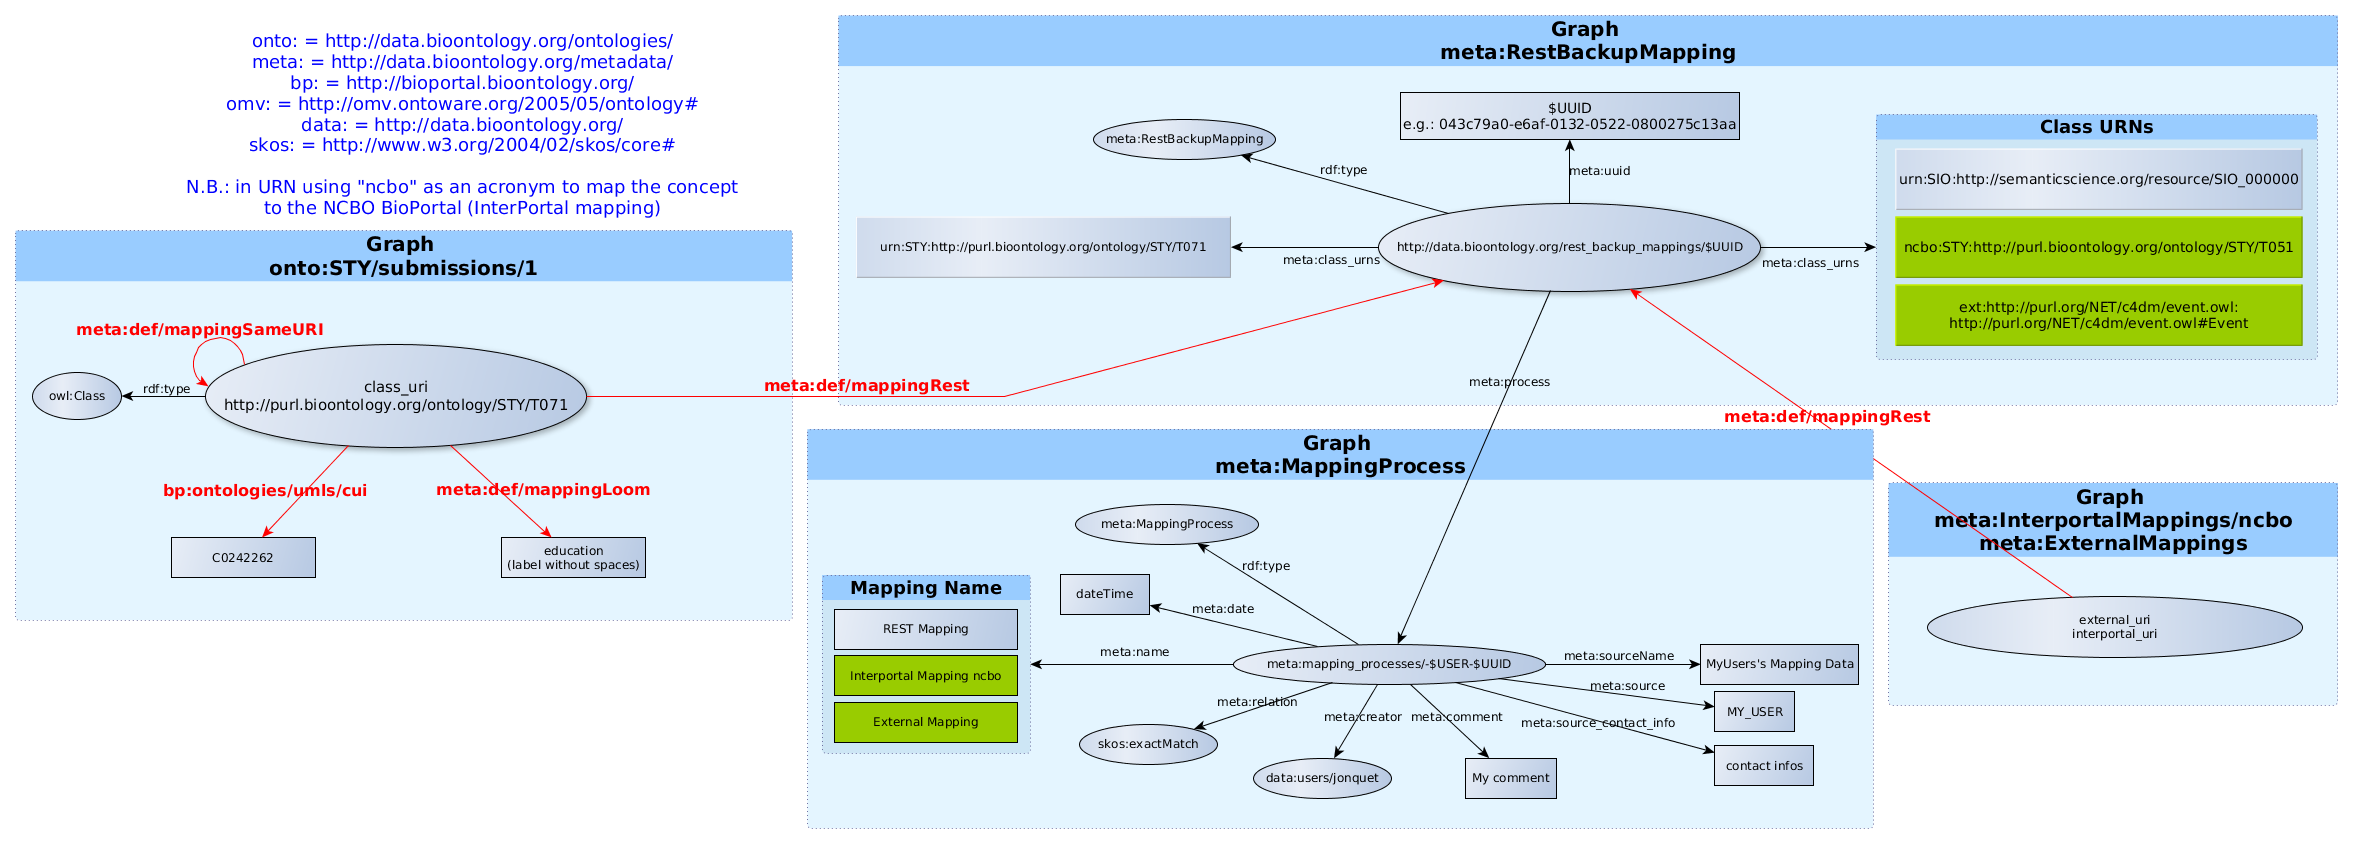 onto: = http://data.bioontology.org/ontologies/
meta: = http://data.bioontology.org/metadata/
bp: = http://bioportal.bioontology.org/
omv: = http://omv.ontoware.org/2005/05/ontology#
data: = http://data.bioontology.org/
skos: = http://www.w3.org/2004/02/skos/core#
N.B.: in URN using "ncbo" as an acronym to map the concept
to the NCBO BioPortal (InterPortal mapping)
Graph
onto:STY/submissions/1
meta:def/mappingSameURI
owl:Class
rdf:type
class_uri
http://purl.bioontology.org/ontology/STY/T071
bp:ontologies/umls/cui
meta:def/mappingLoom
C0242262
education
(label without spaces)
meta:def/mappingRest
Graph
meta:RestBackupMapping
$UUID
e.g.: 043c79a0-e6af-0132-0522-0800275c13aa
meta:RestBackupMapping
rdf:type
meta:uuid
urn:STY:http://purl.bioontology.org/ontology/STY/T071
meta:class_urns
http://data.bioontology.org/rest_backup_mappings/$UUID
meta:class_urns
Class URNs
urn:SIO:http://semanticscience.org/resource/SIO_000000
ncbo:STY:http://purl.bioontology.org/ontology/STY/T051
ext:http://purl.org/NET/c4dm/event.owl:
http://purl.org/NET/c4dm/event.owl#Event
meta:process
meta:def/mappingRest
Graph
meta:MappingProcess
meta:MappingProcess
rdf:type
dateTime
meta:date
Mapping Name
REST Mapping
Interportal Mapping ncbo
External Mapping
meta:name
meta:mapping_processes/-$USER-$UUID
meta:sourceName
MyUsers's Mapping Data
meta:source
MY_USER
meta:relation
meta:creator
meta:comment
meta:source_contact_info
skos:exactMatch
data:users/jonquet
My comment
contact infos
Graph
meta:InterportalMappings/ncbo
meta:ExternalMappings
external_uri
interportal_uri